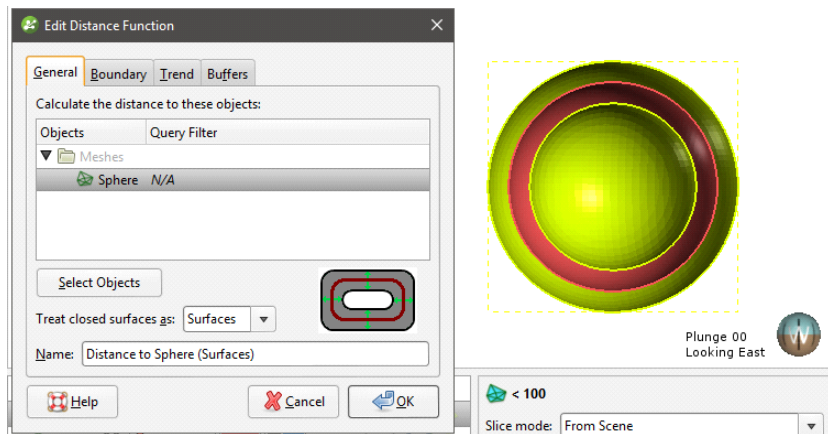 Edit Distance Function
General Boundary Trend Buffers
Calculate the distance to these objects:
Objects Query Filter
Meshes
Sphere N/A
Select Objects
Treat closed surfaces as: Surfaces
Name: Distance to Sphere (Surfaces)
Help Cancel OK
Plunge 00
Looking East
< 100
Slice mode: From Scene